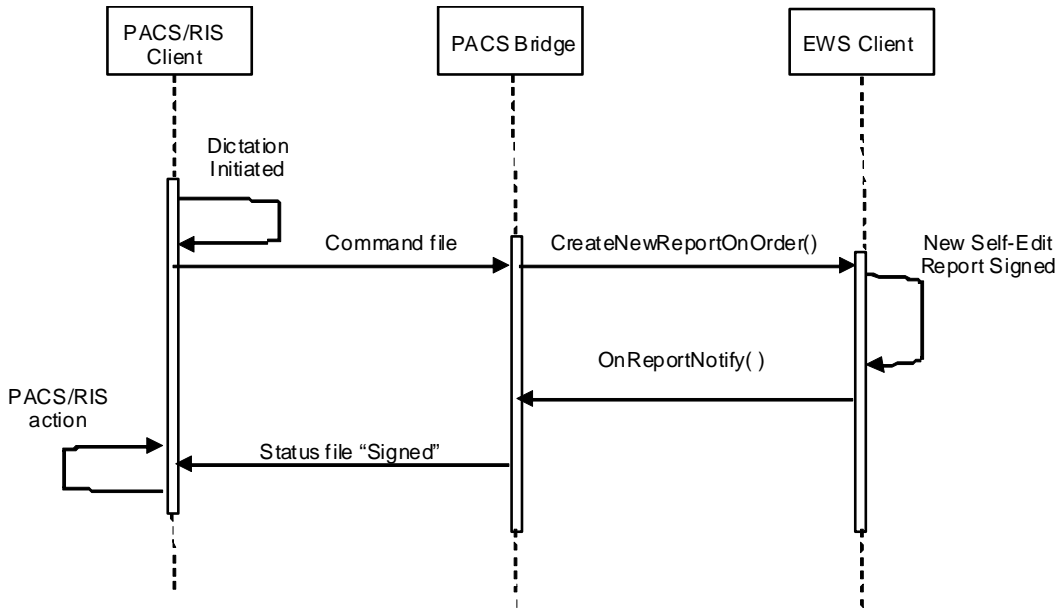 PACS/RIS
Client
PACS Bridge
EWS Client
Dictation
Initiated
Command file
CreateNewReportOnOrder()
New Self-Edit
Report Signed
OnReportNotify( )
PACS/RIS
action
Status file “Signed”